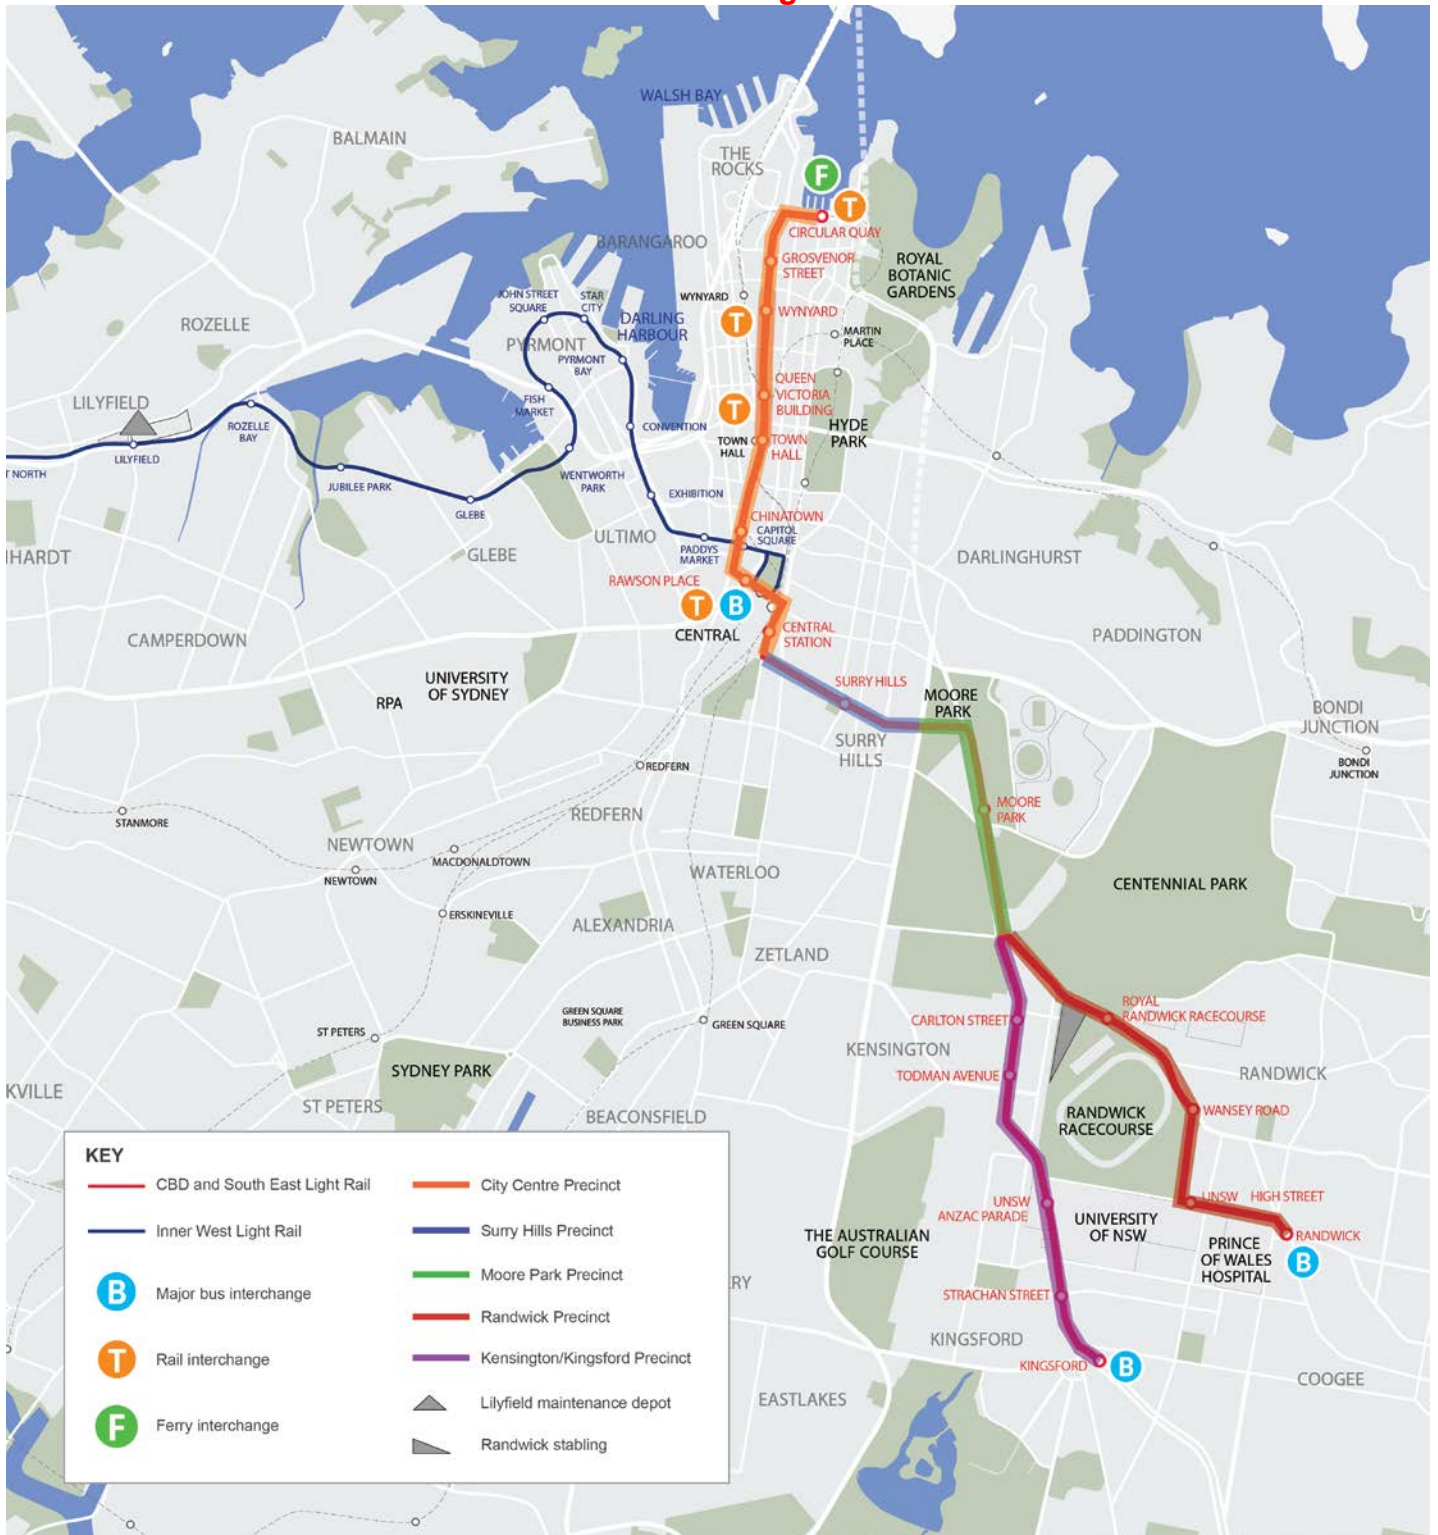 WALSH BAY
BALMAIN
THE
ROCKS
F
T
CIRCULAR QUAY
BARANGAROO
GROSVENOR
STREET
ROYAL
BOTANIC
GARDENS
JOHN STREET
SQUARE
STAR
CITY
WYNYARD
WYNYARD
T
ROZELLE
DARLING
HARBOUR
MARTIN
PLACE
PYRMONT
PYRMONT
BAY
QUEEN
VICTORIA
BUILDING
LILYFIELD
FISH
MARKET
T
HYDE
PARK
ROZELLE
BAY
CONVENTION
TOWN
HALL
TOWN
HALL
LILYFIELD
T NORTH
JUBILEE PARK
WENTWORTH
PARK
EXHIBITION
GLEBE
CHINATOWN
CAPITOL
SQUARE
ULTIMO
HARDT
GLEBE
PADDYS
MARKET
DARLINGHURST
RAWSON PLACE
T
B
CENTRAL
CENTRAL
STATION
CAMPERDOWN
PADDINGTON
UNIVERSITY
OF SYDNEY
RPA
SURRY HILLS
MOORE
PARK
BONDI
JUNCTION
SURRY
HILLS
REDFERN
BONDI
JUNCTION
STANMORE
REDFERN
MOORE
PARK
NEWTOWN
MACDONALDTOWN
NEWTOWN
WATERLOO
CENTENNIAL PARK
ERSKINEVILLE
ALEXANDRIA
ZETLAND
GREEN SQUARE
BUSINESS PARK
GREEN SQUARE
ST PETERS
ROYAL
RANDWICK RACECOURSE
CARLTON STREET
KENSINGTON
SYDNEY PARK
TODMAN AVENUE
RANDWICK
KVILLE
ST PETERS
BEACONSFIELD
RANDWICK
RACECOURSE
WANSEY ROAD
UNSW
ANZAC PARADE
UNSW HIGH STREET
UNIVERSITY
OF NSW
THE AUSTRALIAN
GOLF COURSE
PRINCE
OF WALES
HOSPITAL
RANDWICK
B
ERY
STRACHAN STREET
KINGSFORD
KINGSFORD
B
COOGEE
EASTLAKES
KEY
CBD and South East Light Rail
Inner West Light Rail
B Major bus interchange
T Rail interchange
F Ferry interchange
City Centre Precinct
Surry Hills Precinct
Moore Park Precinct
Randwick Precinct
Kensington/Kingsford Precinct
Lilyfield maintenance depot
Randwick stabling